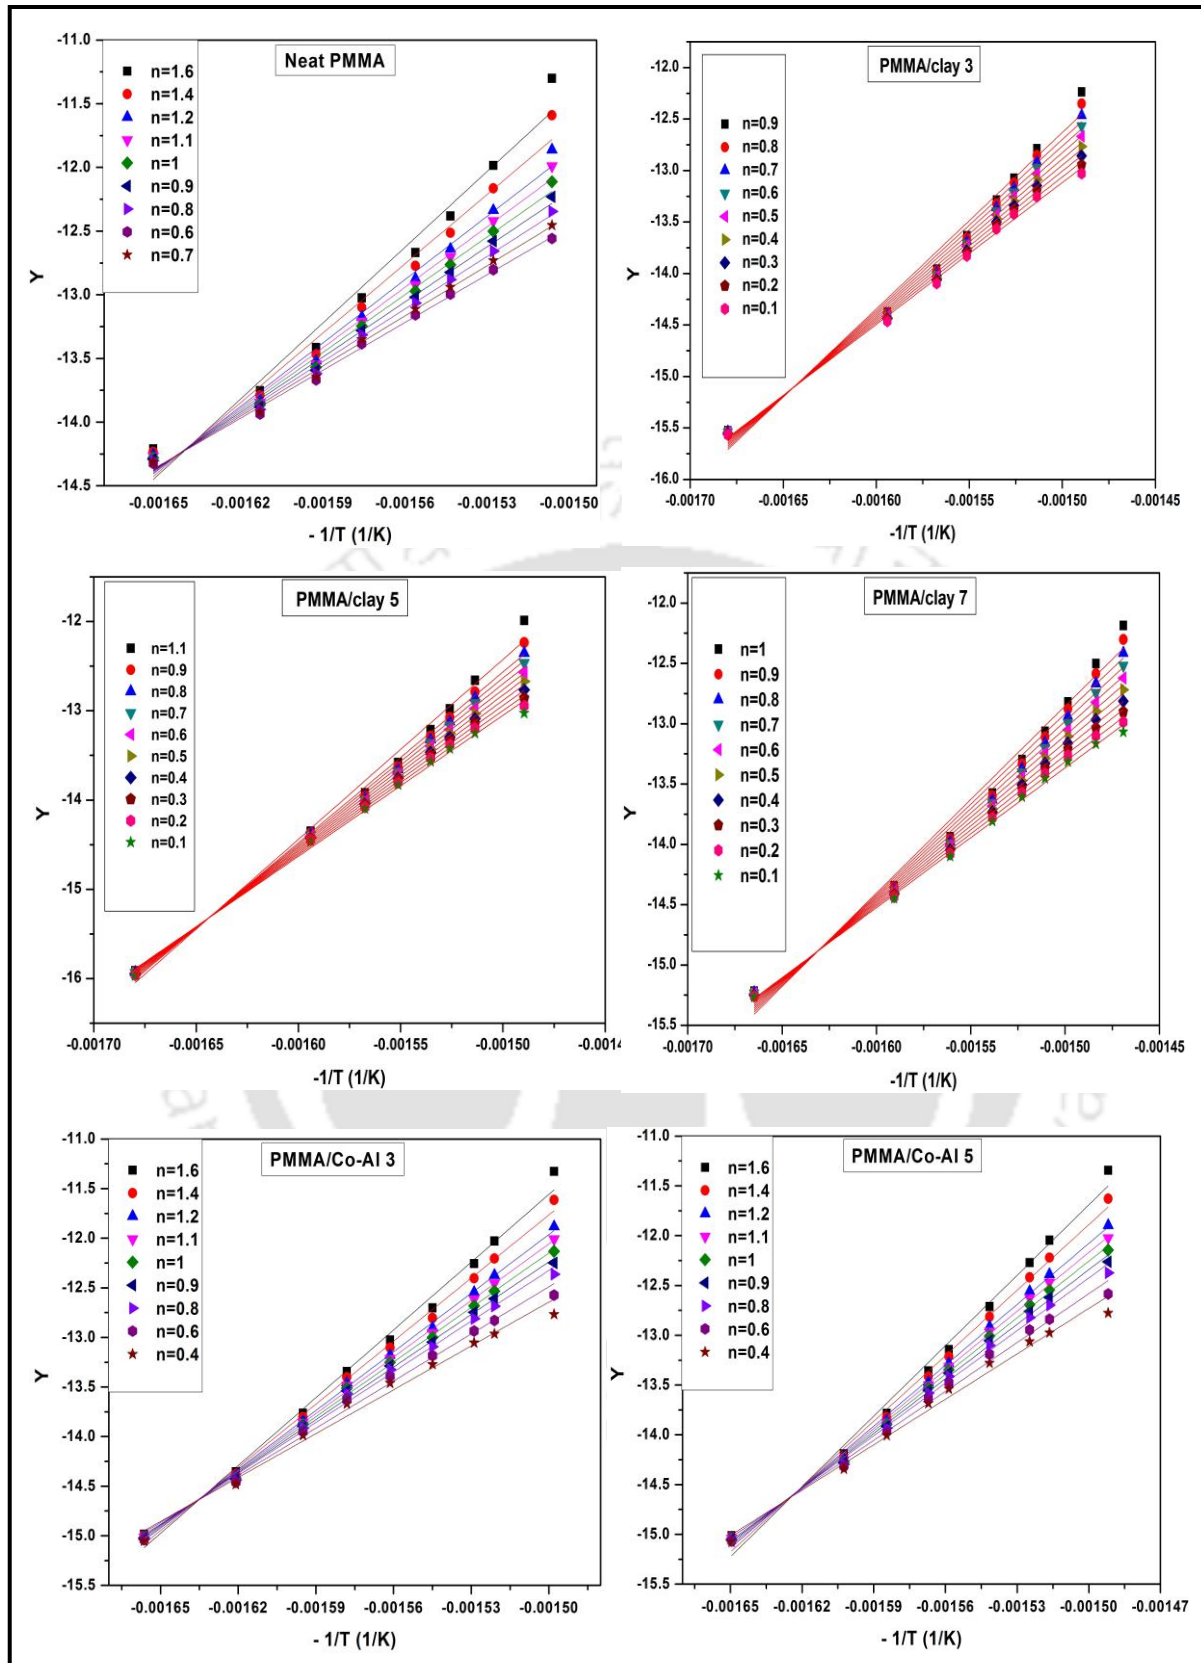 Neat PMMA
-11.0
-11.5
-12.0
-12.5
-13.0
-13.5
-14.0
-14.5
Y
n=1.6
n=1.4
n=1.2
n=1.1
n=1
n=0.9
n=0.8
n=0.6
n=0.7
-0.00165 -0.00162 -0.00159 -0.00156 -0.00153 -0.00150
- 1/T (1/K)
PMMA/clay 3
-12.0
-12.5
-13.0
-13.5
-14.0
-14.5
-15.0
-15.5
-16.0
Y
n=0.9
n=0.8
n=0.7
n=0.6
n=0.5
n=0.4
n=0.3
n=0.2
n=0.1
-0.00170 -0.00165 -0.00160 -0.00155 -0.00150 -0.00145
-1/T (1/K)
PMMA/clay 5
-12
-13
-14
-15
-16
Y
n=1.1
n=0.9
n=0.8
n=0.7
n=0.6
n=0.5
n=0.4
n=0.3
n=0.2
n=0.1
-0.00170 -0.00165 -0.00160 -0.00155 -0.00150
-1/T (1/K)
PMMA/clay 7
-12.0
-12.5
-13.0
-13.5
-14.0
-14.5
-15.0
-15.5
Y
n=1
n=0.9
n=0.8
n=0.7
n=0.6
n=0.5
n=0.4
n=0.3
n=0.2
n=0.1
-0.00170 -0.00165 -0.00160 -0.00155 -0.00150 -0.00145
-1/T (1/K)
PMMA/Co-Al 3
-11.0
-11.5
-12.0
-12.5
-13.0
-13.5
-14.0
-14.5
-15.0
-15.5
Y
n=1.6
n=1.4
n=1.2
n=1.1
n=1
n=0.9
n=0.8
n=0.6
n=0.4
-0.00165 -0.00162 -0.00159 -0.00156 -0.00153 -0.00150
- 1/T (1/K)
PMMA/Co-Al 5
-11.0
-11.5
-12.0
-12.5
-13.0
-13.5
-14.0
-14.5
-15.0
-15.5
Y
n=1.6
n=1.4
n=1.2
n=1.1
n=1
n=0.9
n=0.8
n=0.6
n=0.4
-0.00165 -0.00162 -0.00159 -0.00156 -0.00153 -0.00150 -0.00147
- 1/T (1/K)